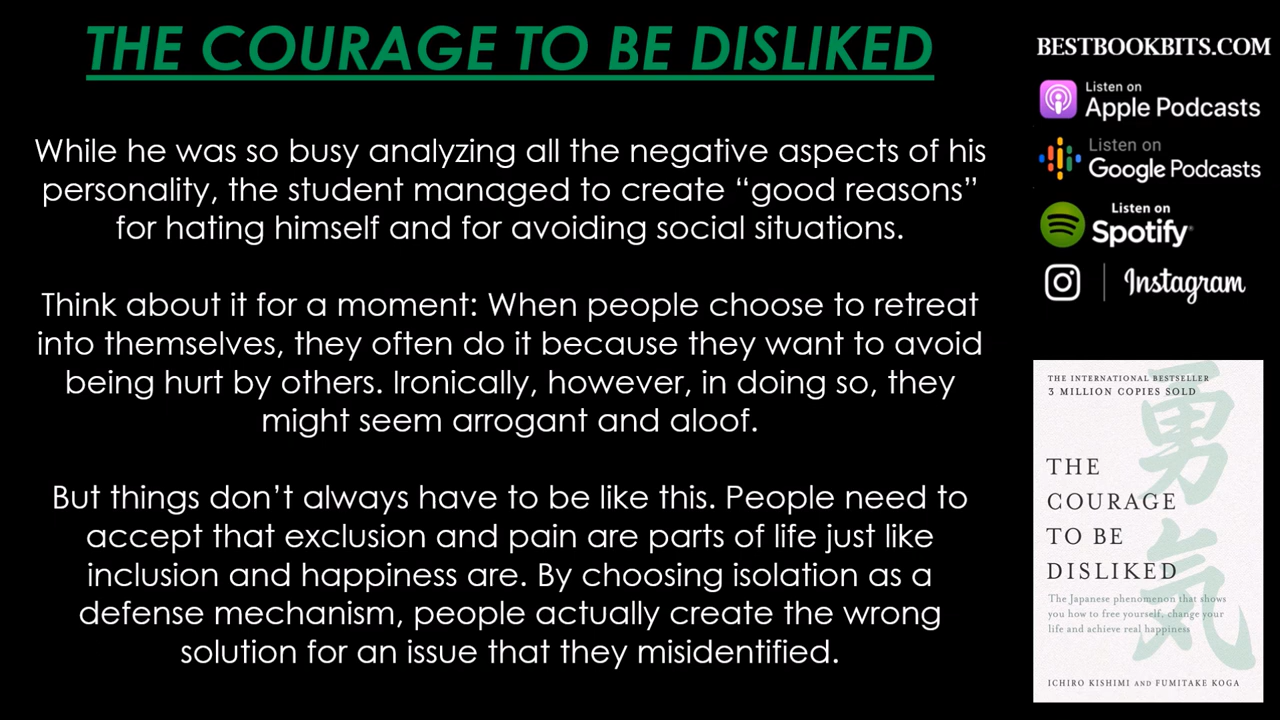 THE COURAGE TO BE DISLIKED
While he was so busy analyzing all the negative aspects of his
personality, the student managed to create “good reasons”
for hating himself and for avoiding social situations.
Think about it for a moment: When people choose to retreat
into themselves, they often do it because they want to avoid
being hurt by others. Ironically, however, in doing so, they
might seem arrogant and aloof.
But things don’t always have to be like this. People need to
accept that exclusion and pain are parts of life just like
inclusion and happiness are. By choosing isolation as a
defense mechanism, people actually create the wrong
solution for an issue that they misidentified.
BESTBOOKBITS.COM
Listen on
Apple Podcasts
Listen on
Google Podcasts
Listen on
Spotify
Instagram
THE INTERNATIONAL BESTSELLER
3 MILLION COPIES SOLD
勇気
THE
COURAGE
TO BE
DISLIKED
The Japanese phenomenon that shows
you how to free yourself, change your
life and achieve real happiness
ICHIRO KISHIMI AND FUMITAKE KOGA